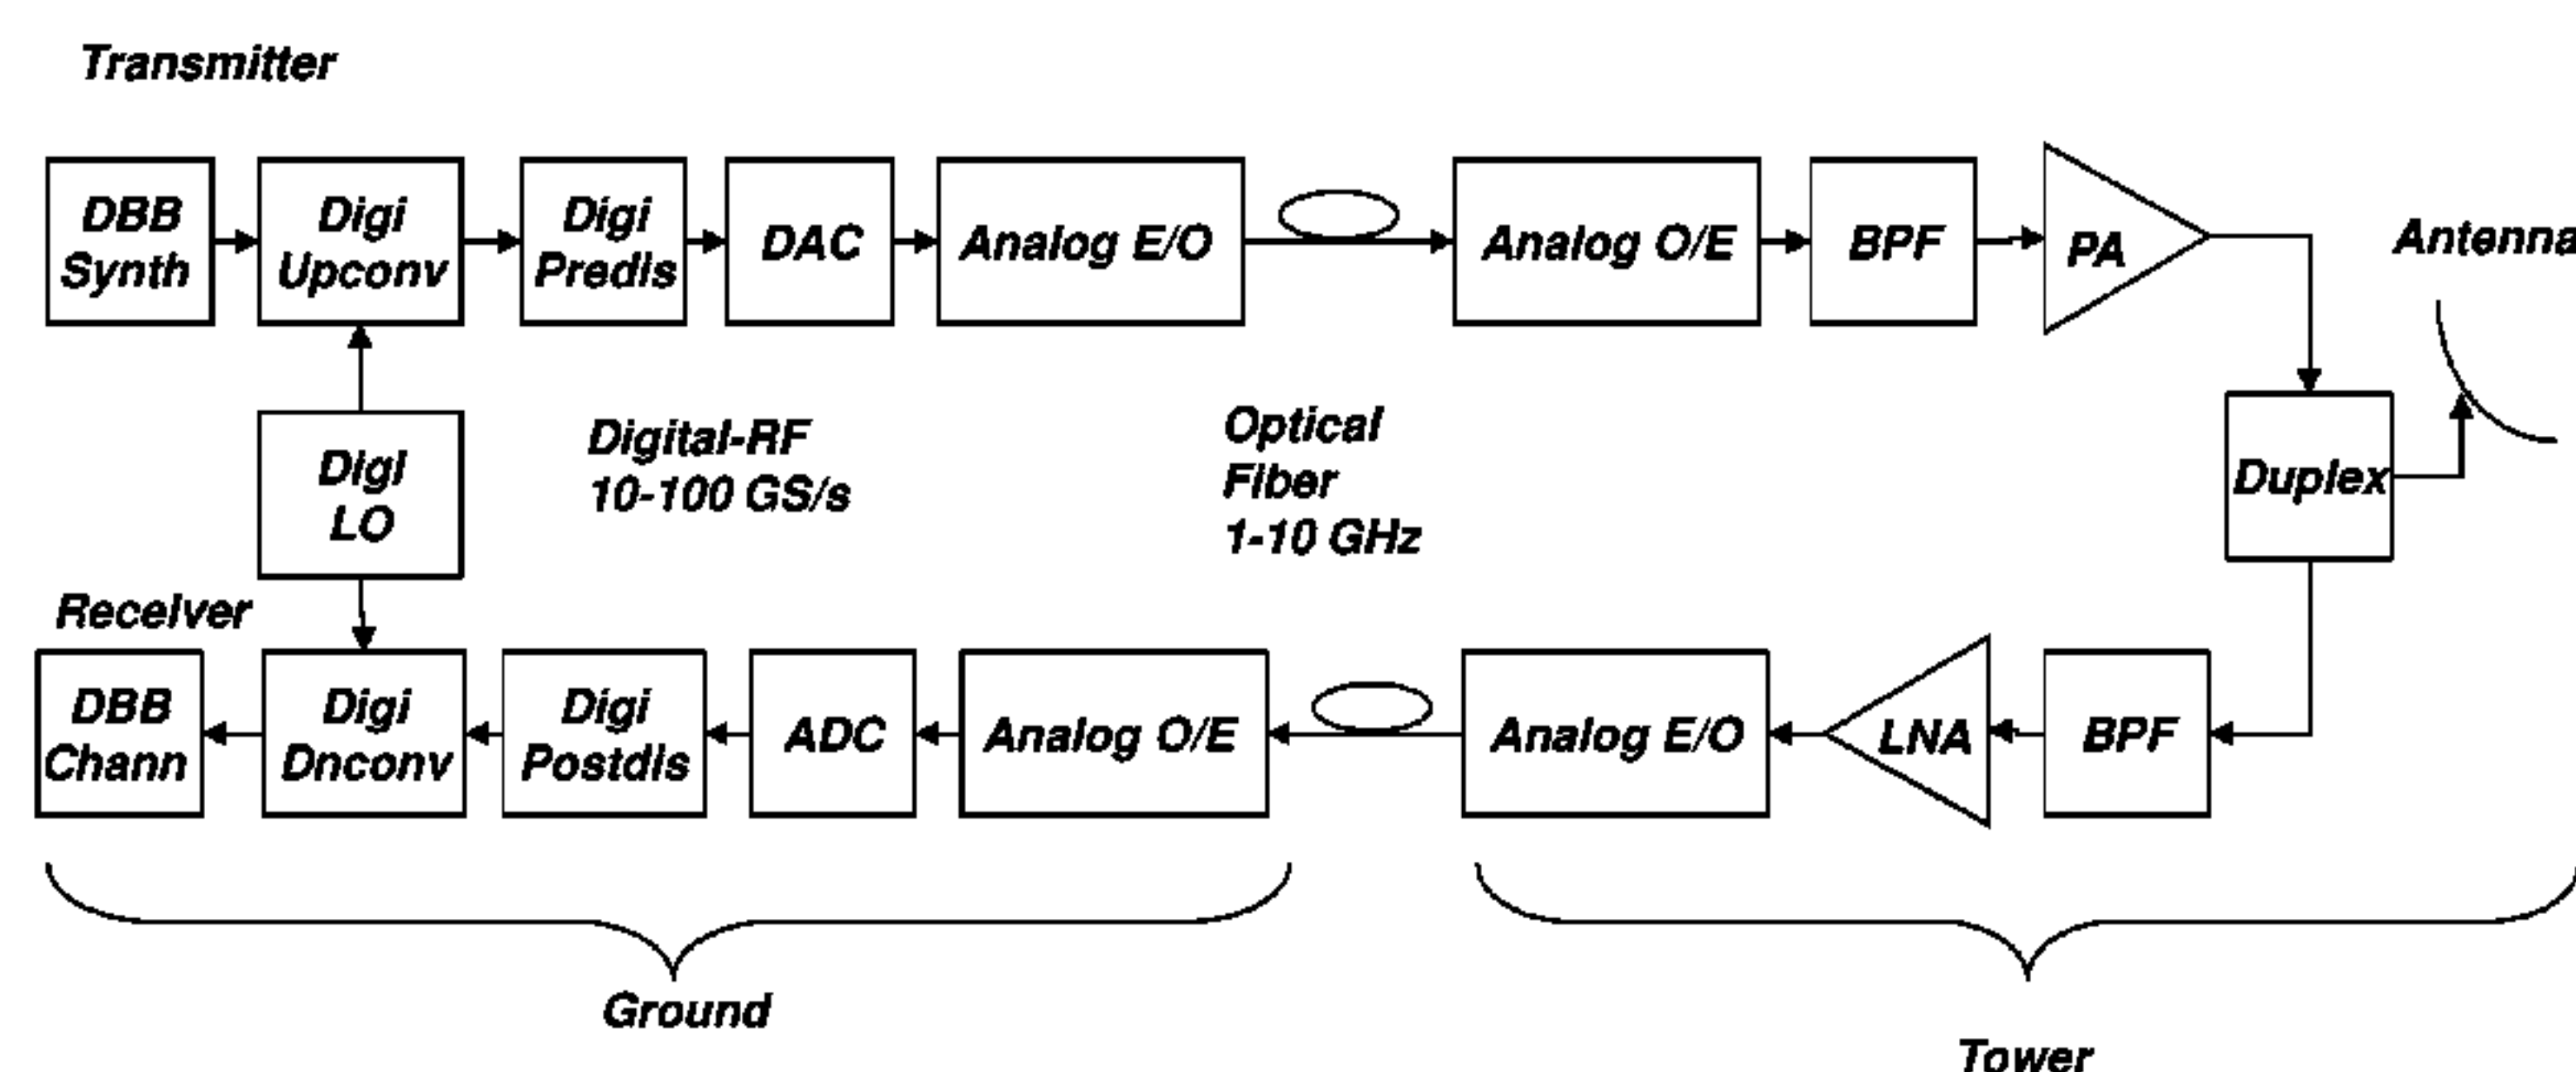 Transmitter
DBB
Synth
Digi
Upconv
Digi
Predis
DAC
Analog E/O
Analog O/E
BPF
PA
Antenna
Digi
LO
Digital-RF
10-100 GS/s
Optical
Fiber
1-10 GHz
Duplex
Receiver
DBB
Chann
Digi
Dnconv
Digi
Postdis
ADC
Analog O/E
Analog E/O
LNA
BPF
Ground
Tower